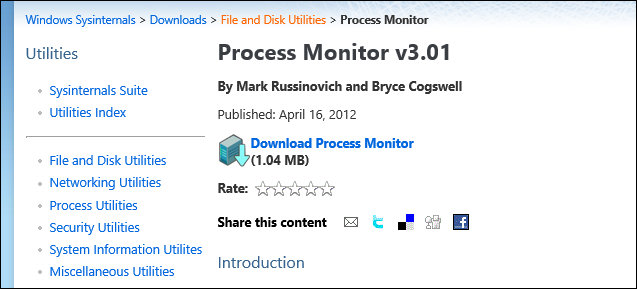 Windows Sysinternals > Downloads > File and Disk Utilities > Process Monitor
Utilities
Sysinternals Suite
Utilities Index
File and Disk Utilities
Networking Utilities
Process Utilities
Security Utilities
System Information Utilites
Miscellaneous Utilities
Process Monitor v3.01
By Mark Russinovich and Bryce Cogswell
Published: April 16, 2012
Download Process Monitor
(1.04 MB)
Rate:
Share this content
Introduction